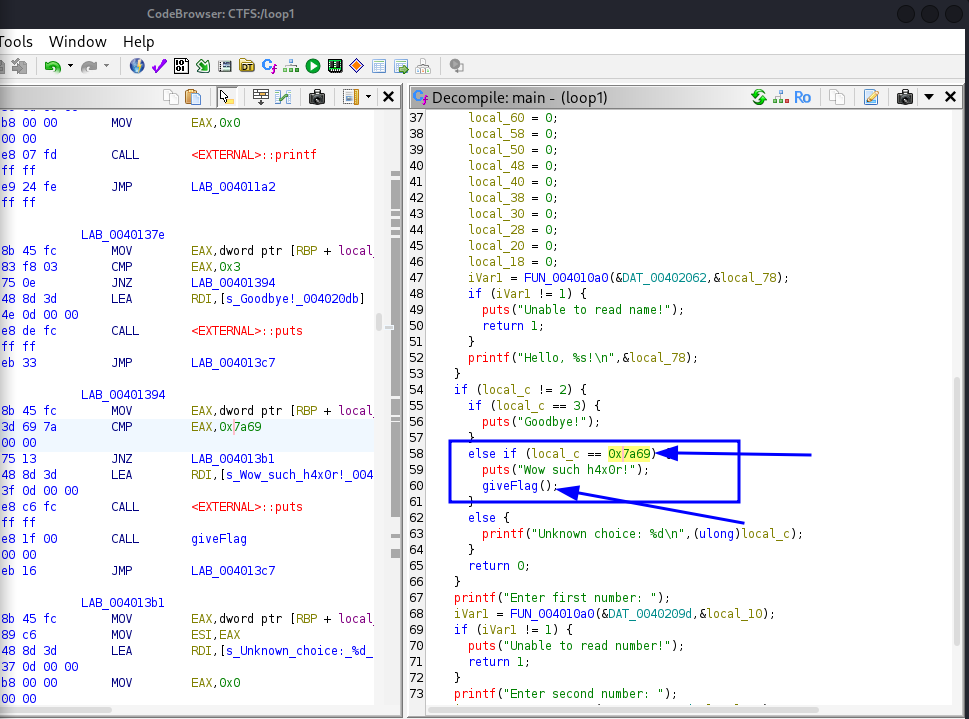 CodeBrowser: CTFS:/loop1
Tools Window Help
Ro
b8 00 00 MOV EAX,0x0
00 00
e8 07 fd CALL <EXTERNAL>::printf
ff ff
e9 24 fe JMP LAB_004011a2
ff ff
LAB_0040137e
8b 45 fc MOV EAX,dword ptr [RBP + local_
83 f8 03 CMP EAX,0x3
75 0e JNZ LAB_00401394
48 8d 3d LEA RDI,[s_Goodbye!_004020db]
4e 0d 00 00
e8 de fc CALL <EXTERNAL>::puts
ff ff
eb 33 JMP LAB_004013c7
LAB_00401394
8b 45 fc MOV EAX,dword ptr [RBP + local_
3d 69 7a CMP EAX,0x7a69
00 00
75 13 JNZ LAB_004013b1
48 8d 3d LEA RDI,[s_Wow_such_h4x0r!_004
3f 0d 00 00
e8 c6 fc CALL <EXTERNAL>::puts
ff ff
e8 1f 00 CALL giveFlag
00 00
eb 16 JMP LAB_004013c7
LAB_004013b1
8b 45 fc MOV EAX,dword ptr [RBP + local_
89 c6 MOV ESI,EAX
48 8d 3d LEA RDI,[s_Unknown_choice:_%d_
37 0d 00 00
b8 00 00 MOV EAX,0x0
00 00
Decompile: main - (loop1)
37 local_60 = 0;
38 local_58 = 0;
39 local_50 = 0;
40 local_48 = 0;
41 local_40 = 0;
42 local_38 = 0;
43 local_30 = 0;
44 local_28 = 0;
45 local_20 = 0;
46 local_18 = 0;
47 iVar1 = FUN_004010a0(&DAT_00402062,&local_78);
48 if (iVar1 != 1) {
49 puts("Unable to read name!");
50 return 1;
51 }
52 printf("Hello, %s!\n",&local_78);
53 }
54 if (local_c != 2) {
55 if (local_c == 3) {
56 puts("Goodbye!");
57 }
58 else if (local_c == 0x7a69)
59 puts("Wow such h4x0r!");
60 giveFlag();
61 }
62 else {
63 printf("Unknown choice: %d\n",(ulong)local_c);
64 }
65 return 0;
66 }
67 printf("Enter first number: ");
68 iVar1 = FUN_004010a0(&DAT_0040209d,&local_10);
69 if (iVar1 != 1) {
70 puts("Unable to read number!");
71 return 1;
72 }
73 printf("Enter second number: ");